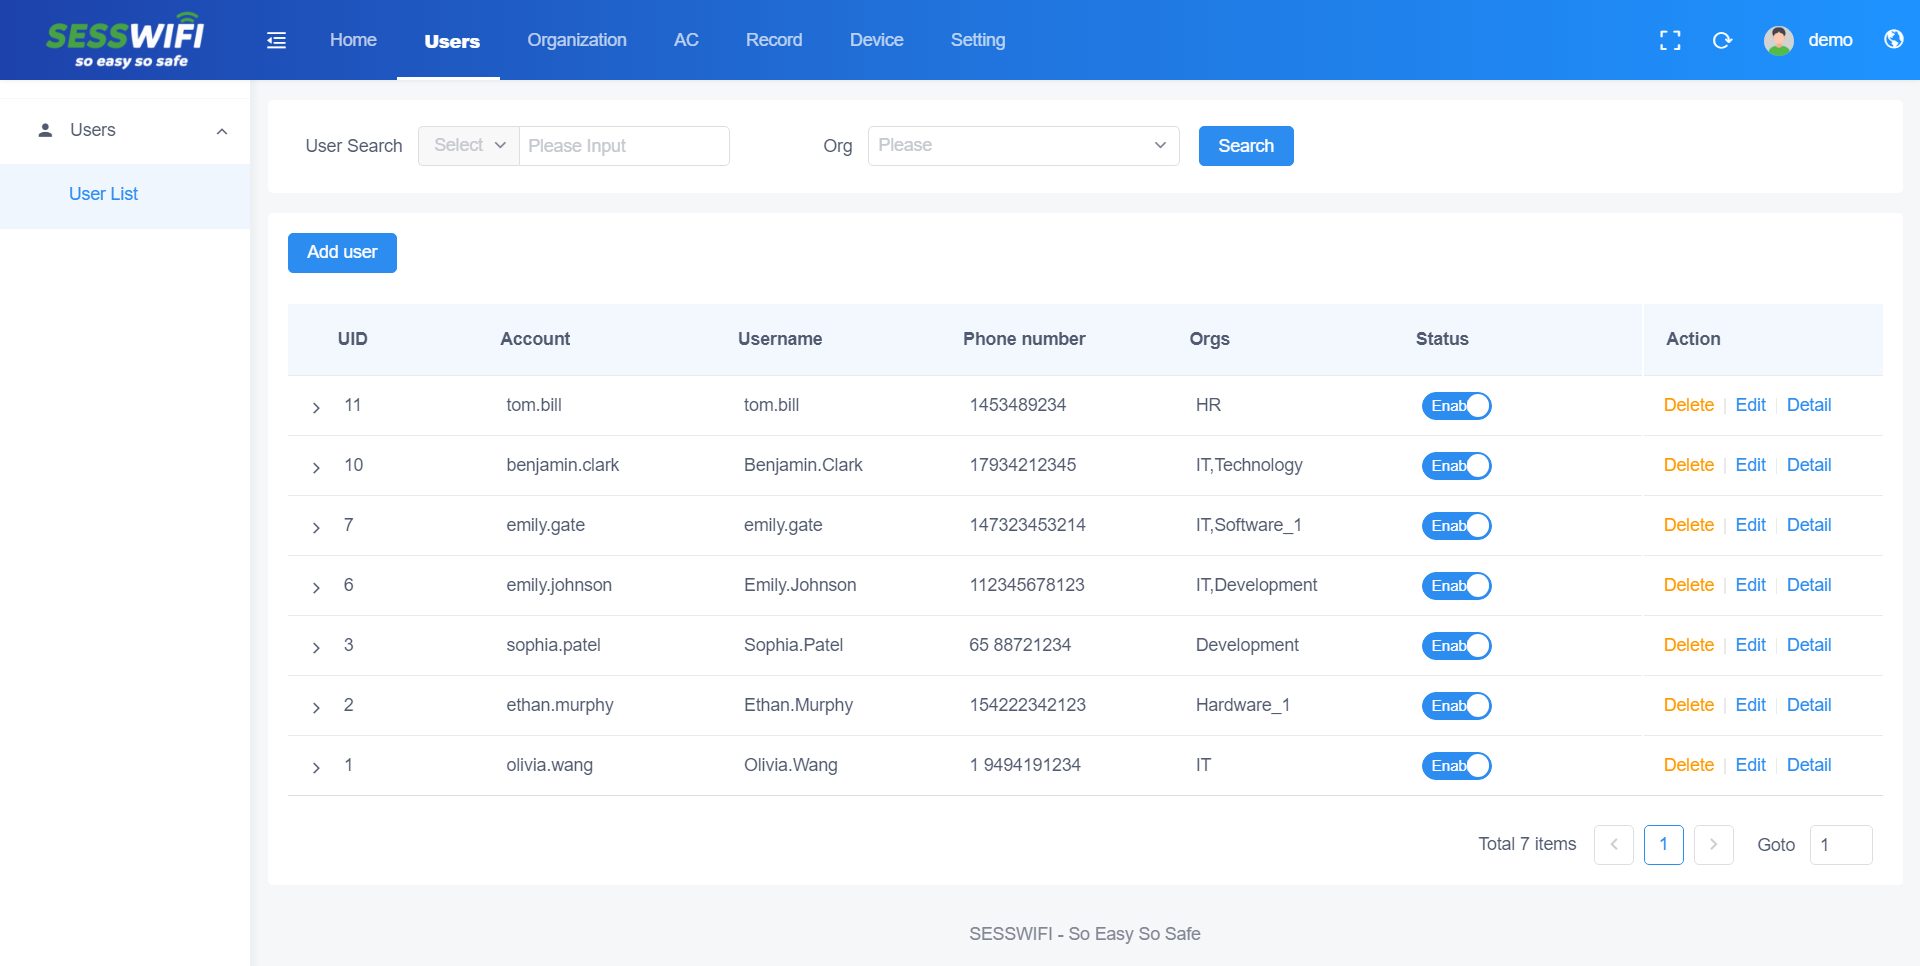 SESSWIFI
so easy so safe
Home Users Organization AC Record Device Setting demo
Users
User List
User Search Select Please Input Org Please Search
Add user
UID Account Username Phone number Orgs Status Action
11 tom.bill tom.bill 1453489234 HR Enab Delete Edit Detail
10 benjamin.clark Benjamin.Clark 17934212345 IT,Technology Enab Delete Edit Detail
7 emily.gate emily.gate 147323453214 IT,Software_1 Enab Delete Edit Detail
6 emily.johnson Emily.Johnson 112345678123 IT,Development Enab Delete Edit Detail
3 sophia.patel Sophia.Patel 65 88721234 Development Enab Delete Edit Detail
2 ethan.murphy Ethan.Murphy 154222342123 Hardware_1 Enab Delete Edit Detail
1 olivia.wang Olivia.Wang 1 9494191234 IT Enab Delete Edit Detail
Total 7 items 1 Goto 1
SESSWIFI - So Easy So Safe